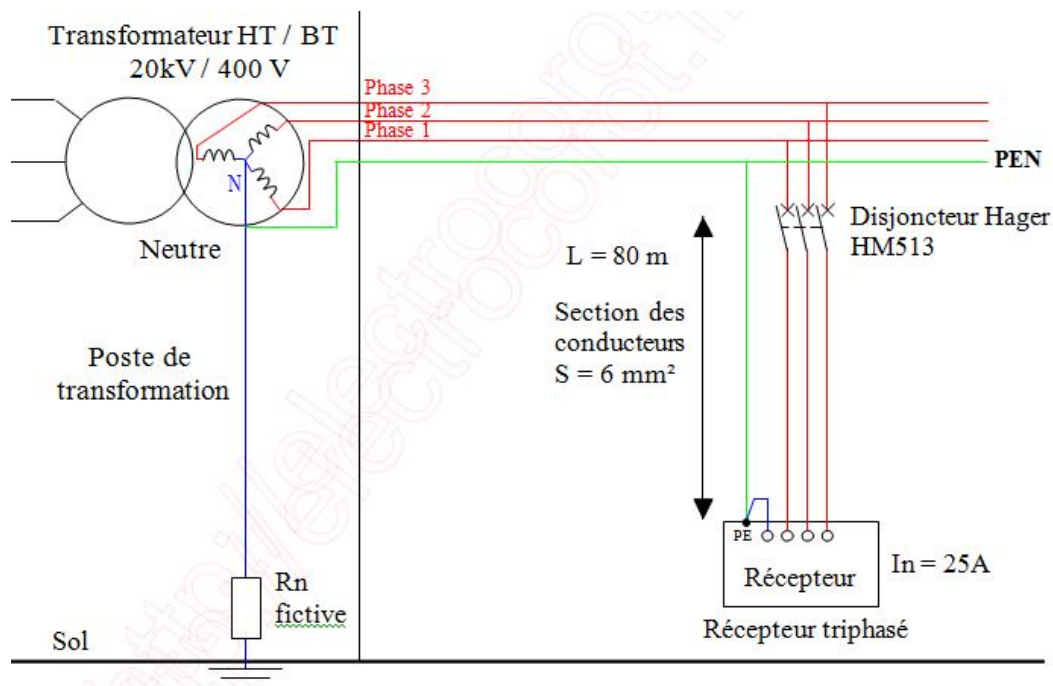 Transformateur HT / BT
20kV / 400 V
Phase 3
Phase 2
Phase 1
PEN
N
Neutre
Disjoncteur Hager
HM513
L = 80 m
Section des
conducteurs
S = 6 mm²
Poste de
transformation
PE
Récepteur
In = 25A
Récepteur triphasé
Rn
fictive
Sol